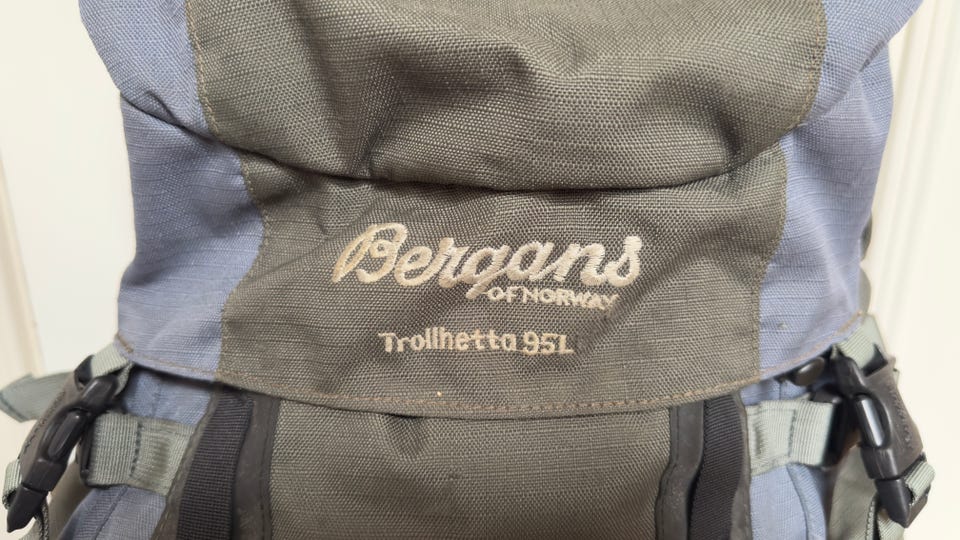 Bergans
OF NORWAY
Trollhetta 95L